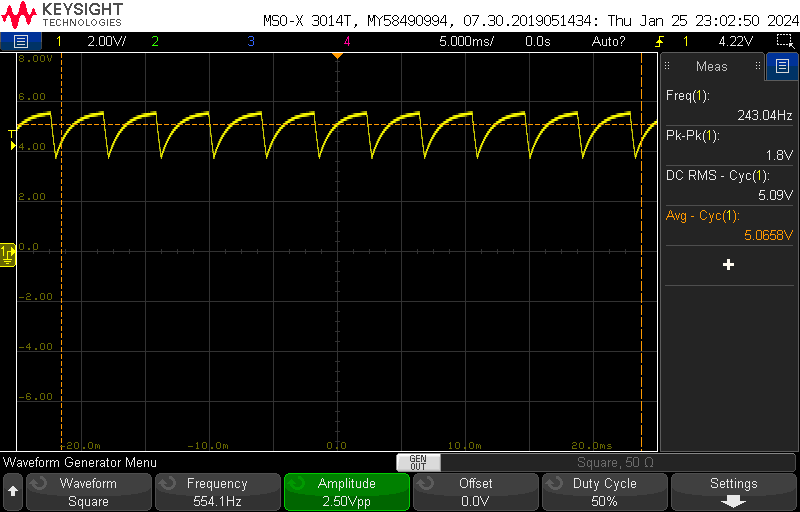 KEYSIGHT
TECHNOLOGIES
MSO-X 3014T, MY58490994, 07.30.2019051434: Thu Jan 25 23:02:50 2024
1 2.00V/ 2 3 4 5.000ms/ 0.0s Auto? 1 4.22V
8.00V
6.00
4.00
2.00
0.0
-2.00
-4.00
-6.00
-20.0m -10.0m 0.0 10.0m 20.0ms
T
1
Meas
Freq(1):
243.04Hz
Pk-Pk(1):
1.8V
DC RMS - Cyc(1):
5.09V
Avg - Cyc(1):
5.0658V
+
Waveform Generator Menu
GEN
OUT
Square, 50 Ω
Waveform
Square
Frequency
554.1Hz
Amplitude
2.50Vpp
Offset
0.0V
Duty Cycle
50%
Settings